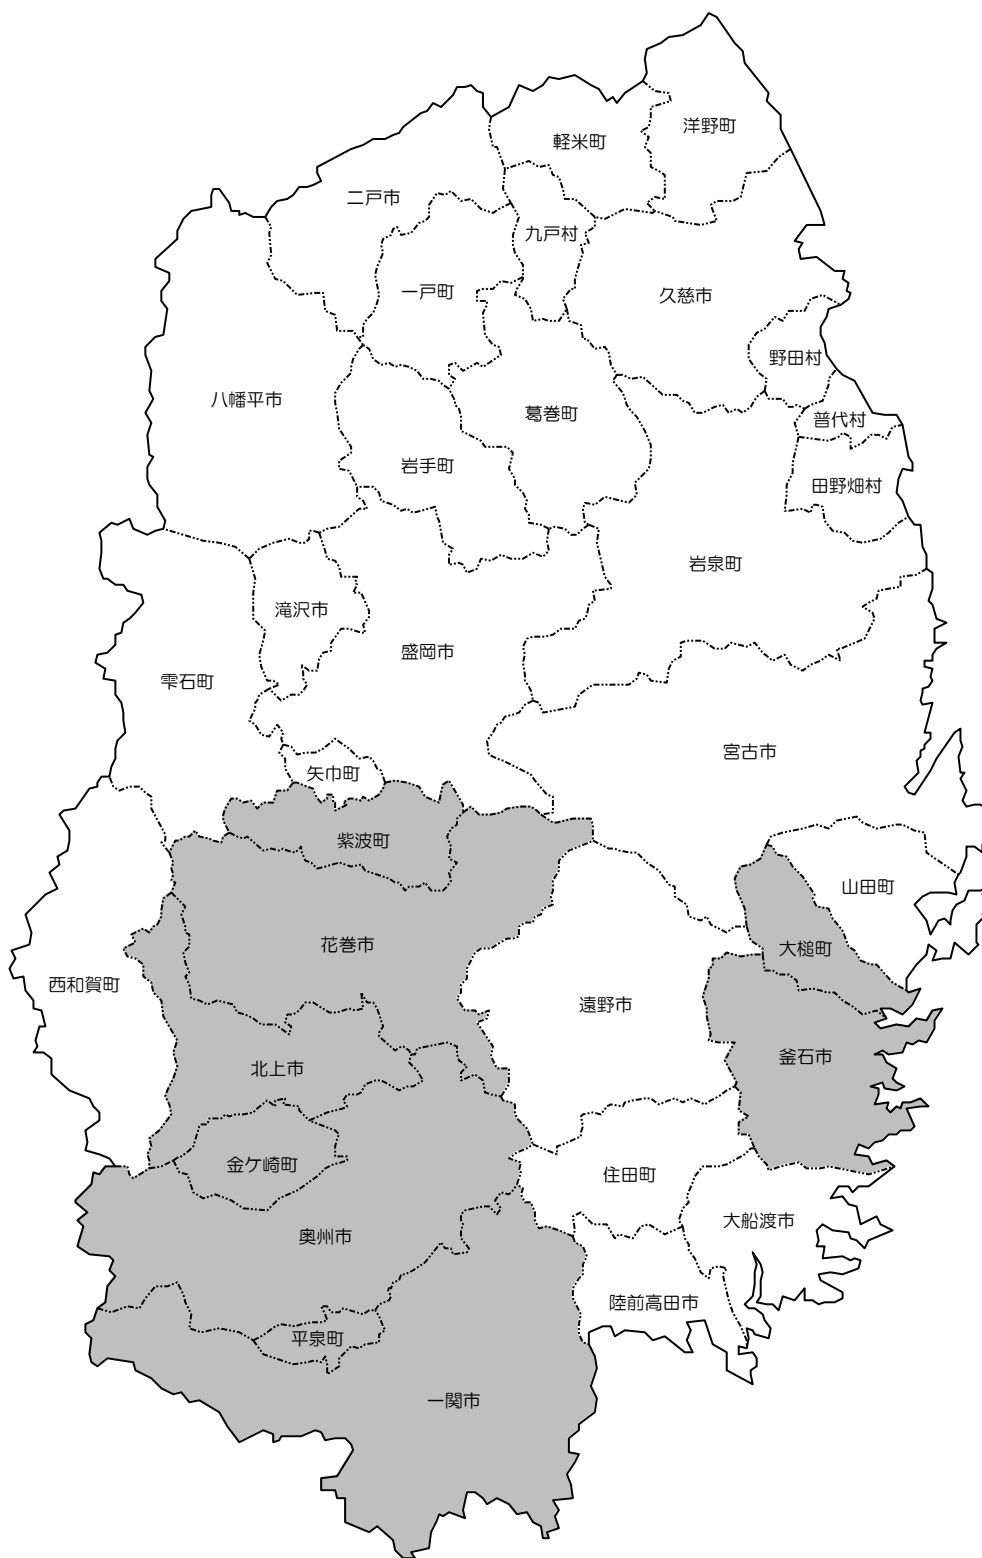 洋野町
軽米町
二戸市
九戸村
一戸町
久慈市
野田村
八幡平市
葛巻町
普代村
岩手町
田野畑村
岩泉町
滝沢市
盛岡市
雫石町
宮古市
矢巾町
紫波町
山田町
花巻市
大槌町
西和賀町
遠野市
釜石市
北上市
金ケ崎町
住田町
大船渡市
奥州市
陸前高田市
平泉町
一関市